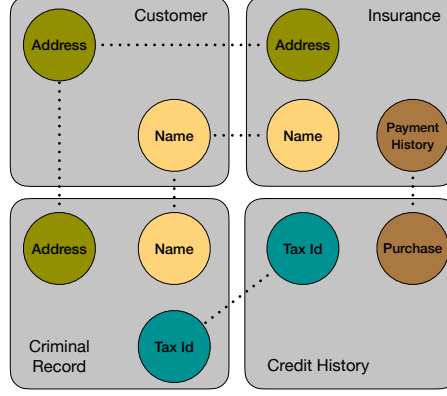 Customer
Insurance
Address
Address
Name
Name
Payment
History
Address
Name
Tax Id
Purchase
Tax Id
Criminal
Record
Credit History